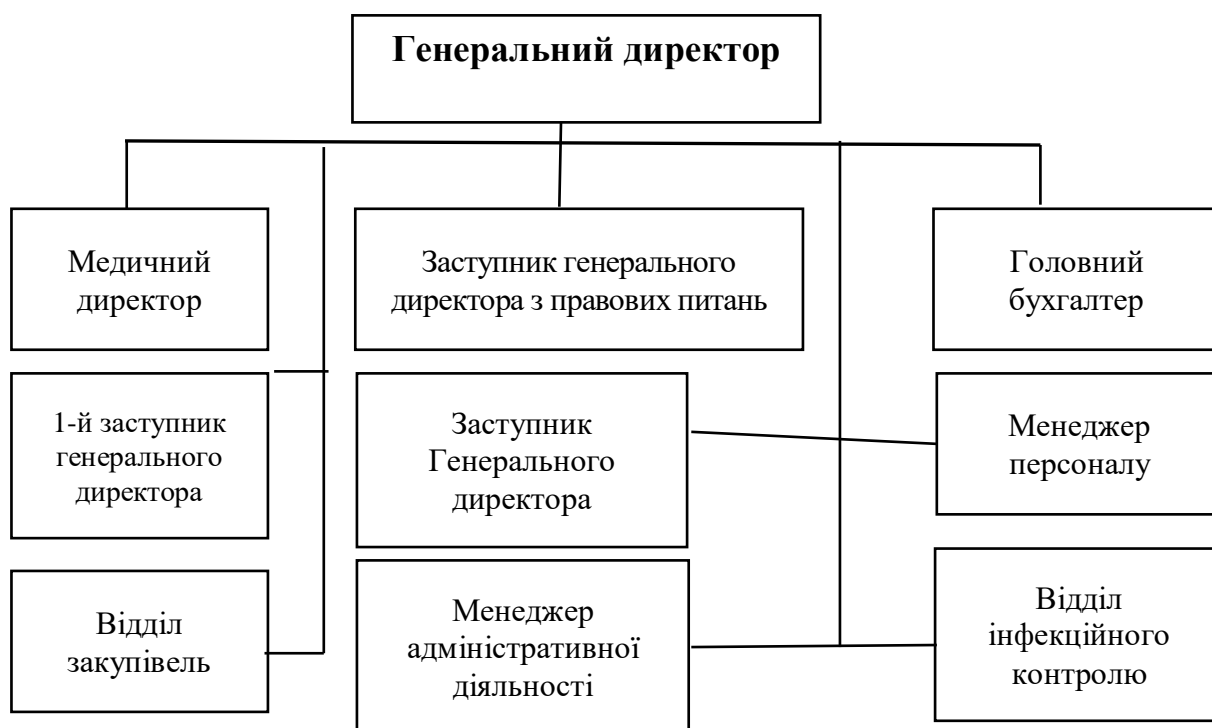 Генеральний директор
Медичний
директор
Заступник генерального
директора з правових питань
Головний
бухгалтер
1-й заступник
генерального
директора
Заступник
Генерального
директора
Менеджер
персоналу
Відділ
закупівель
Менеджер
адміністративної
діяльності
Відділ
інфекційного
контролю